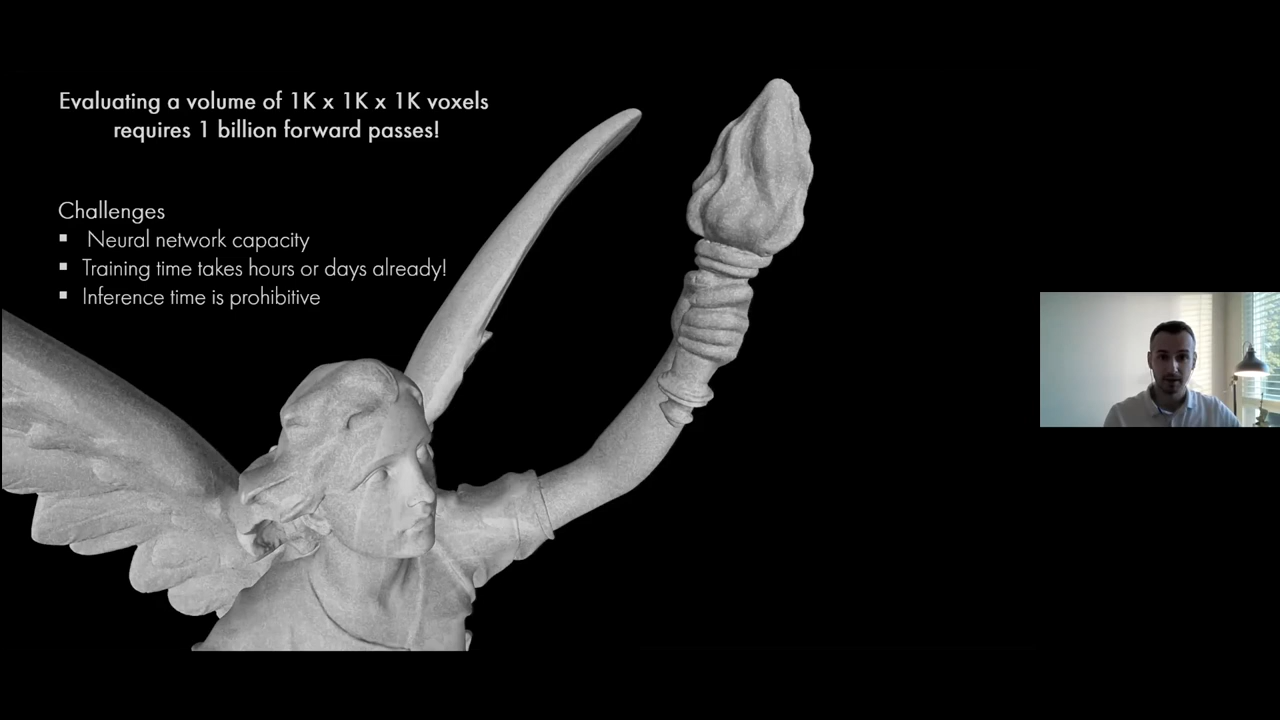 Evaluating a volume of 1K x 1K x 1K voxels
requires 1 billion forward passes!
Challenges
▪ Neural network capacity
▪ Training time takes hours or days already!
▪ Inference time is prohibitive